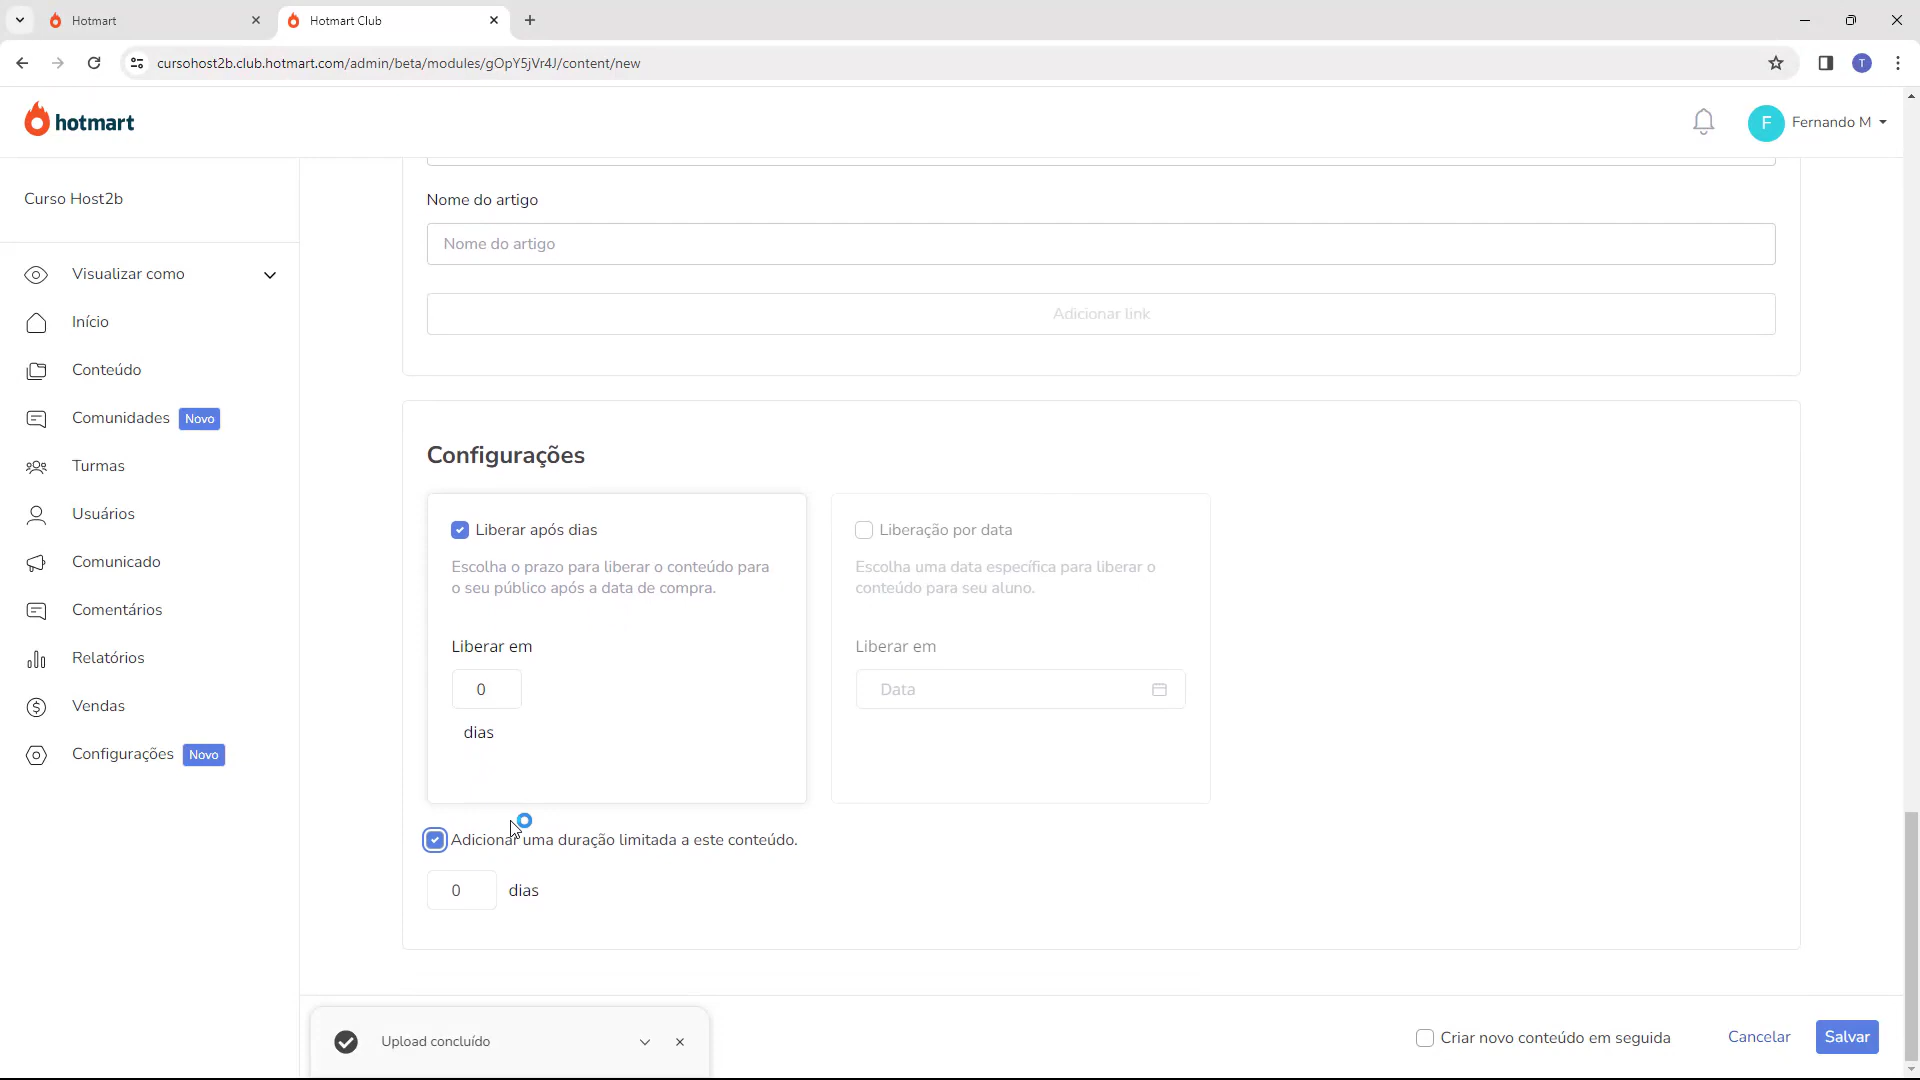 Hotmart
Hotmart Club
cursohost2b.club.hotmart.com/admin/beta/modules/gOpY5jVr4J/content/new
T
hotmart
F
Fernando M
Curso Host2b
Visualizar como
Início
Conteúdo
Comunidades Novo
Turmas
Usuários
Comunicado
Comentários
Relatórios
Vendas
Configurações Novo
Nome do artigo
Nome do artigo
Adicionar link
Configurações
Liberar após dias
Escolha o prazo para liberar o conteúdo para
o seu público após a data de compra.
Liberar em
0
dias
Liberação por data
Escolha uma data específica para liberar o
conteúdo para seu aluno.
Liberar em
Data
Adicionar uma duração limitada a este conteúdo.
0 dias
Upload concluído
Criar novo conteúdo em seguida
Cancelar
Salvar